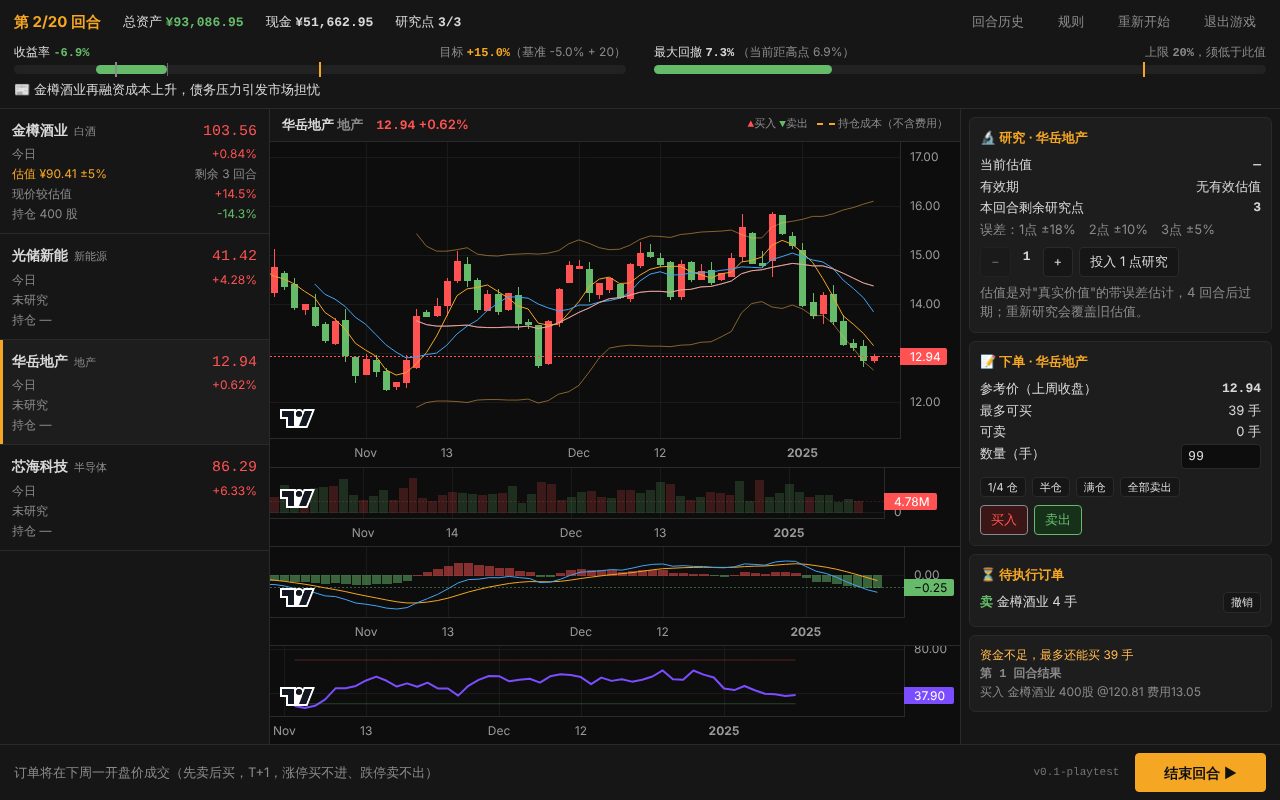 第 2/20 回合 总资产 ¥93,086.95 现金 ¥51,662.95 研究点 3/3 回合历史 规则 重新开始 退出游戏
收益率 -6.9% 目标 +15.0%（基准 -5.0% + 20） 最大回撤 7.3% （当前距高点 6.9%） 上限 20%，须低于此值
📰 金樽酒业再融资成本上升，债务压力引发市场担忧
金樽酒业 白酒 103.56
今日 +0.84%
估值 ¥90.41 ±5% 剩余 3 回合
现价较估值 +14.5%
持仓 400 股 -14.3%
光储新能 新能源 41.42
今日 +4.28%
未研究
持仓 —
华岳地产 地产 12.94
今日 +0.62%
未研究
持仓 —
芯海科技 半导体 86.29
今日 +6.33%
未研究
持仓 —
华岳地产 地产 12.94 +0.62% ▲买入 ▼卖出 持仓成本（不含费用）
17.00
16.00
15.00
14.00
12.94
12.00
Nov 13 Dec 12 2025
4.78M
0
Nov 14 Dec 13 2025
0.00
−0.25
Nov 13 Dec 12 2025
80.00
37.90
Nov 13 Dec 12 2025
🔬 研究 · 华岳地产
当前估值 —
有效期 无有效估值
本回合剩余研究点 3
误差：1点 ±18% 2点 ±10% 3点 ±5%
− 1 + 投入 1 点研究
估值是对"真实价值"的带误差估计，4 回合后过
期；重新研究会覆盖旧估值。
📝 下单 · 华岳地产
参考价（上周收盘） 12.94
最多可买 39 手
可卖 0 手
数量（手） 99
1/4 仓 半仓 满仓 全部卖出
买入 卖出
⏳ 待执行订单
卖 金樽酒业 4 手 撤销
资金不足，最多还能买 39 手
第 1 回合结果
买入 金樽酒业 400股 @120.81 费用13.05
订单将在下周一开盘价成交（先卖后买，T+1，涨停买不进、跌停卖不出） v0.1-playtest 结束回合 ▶